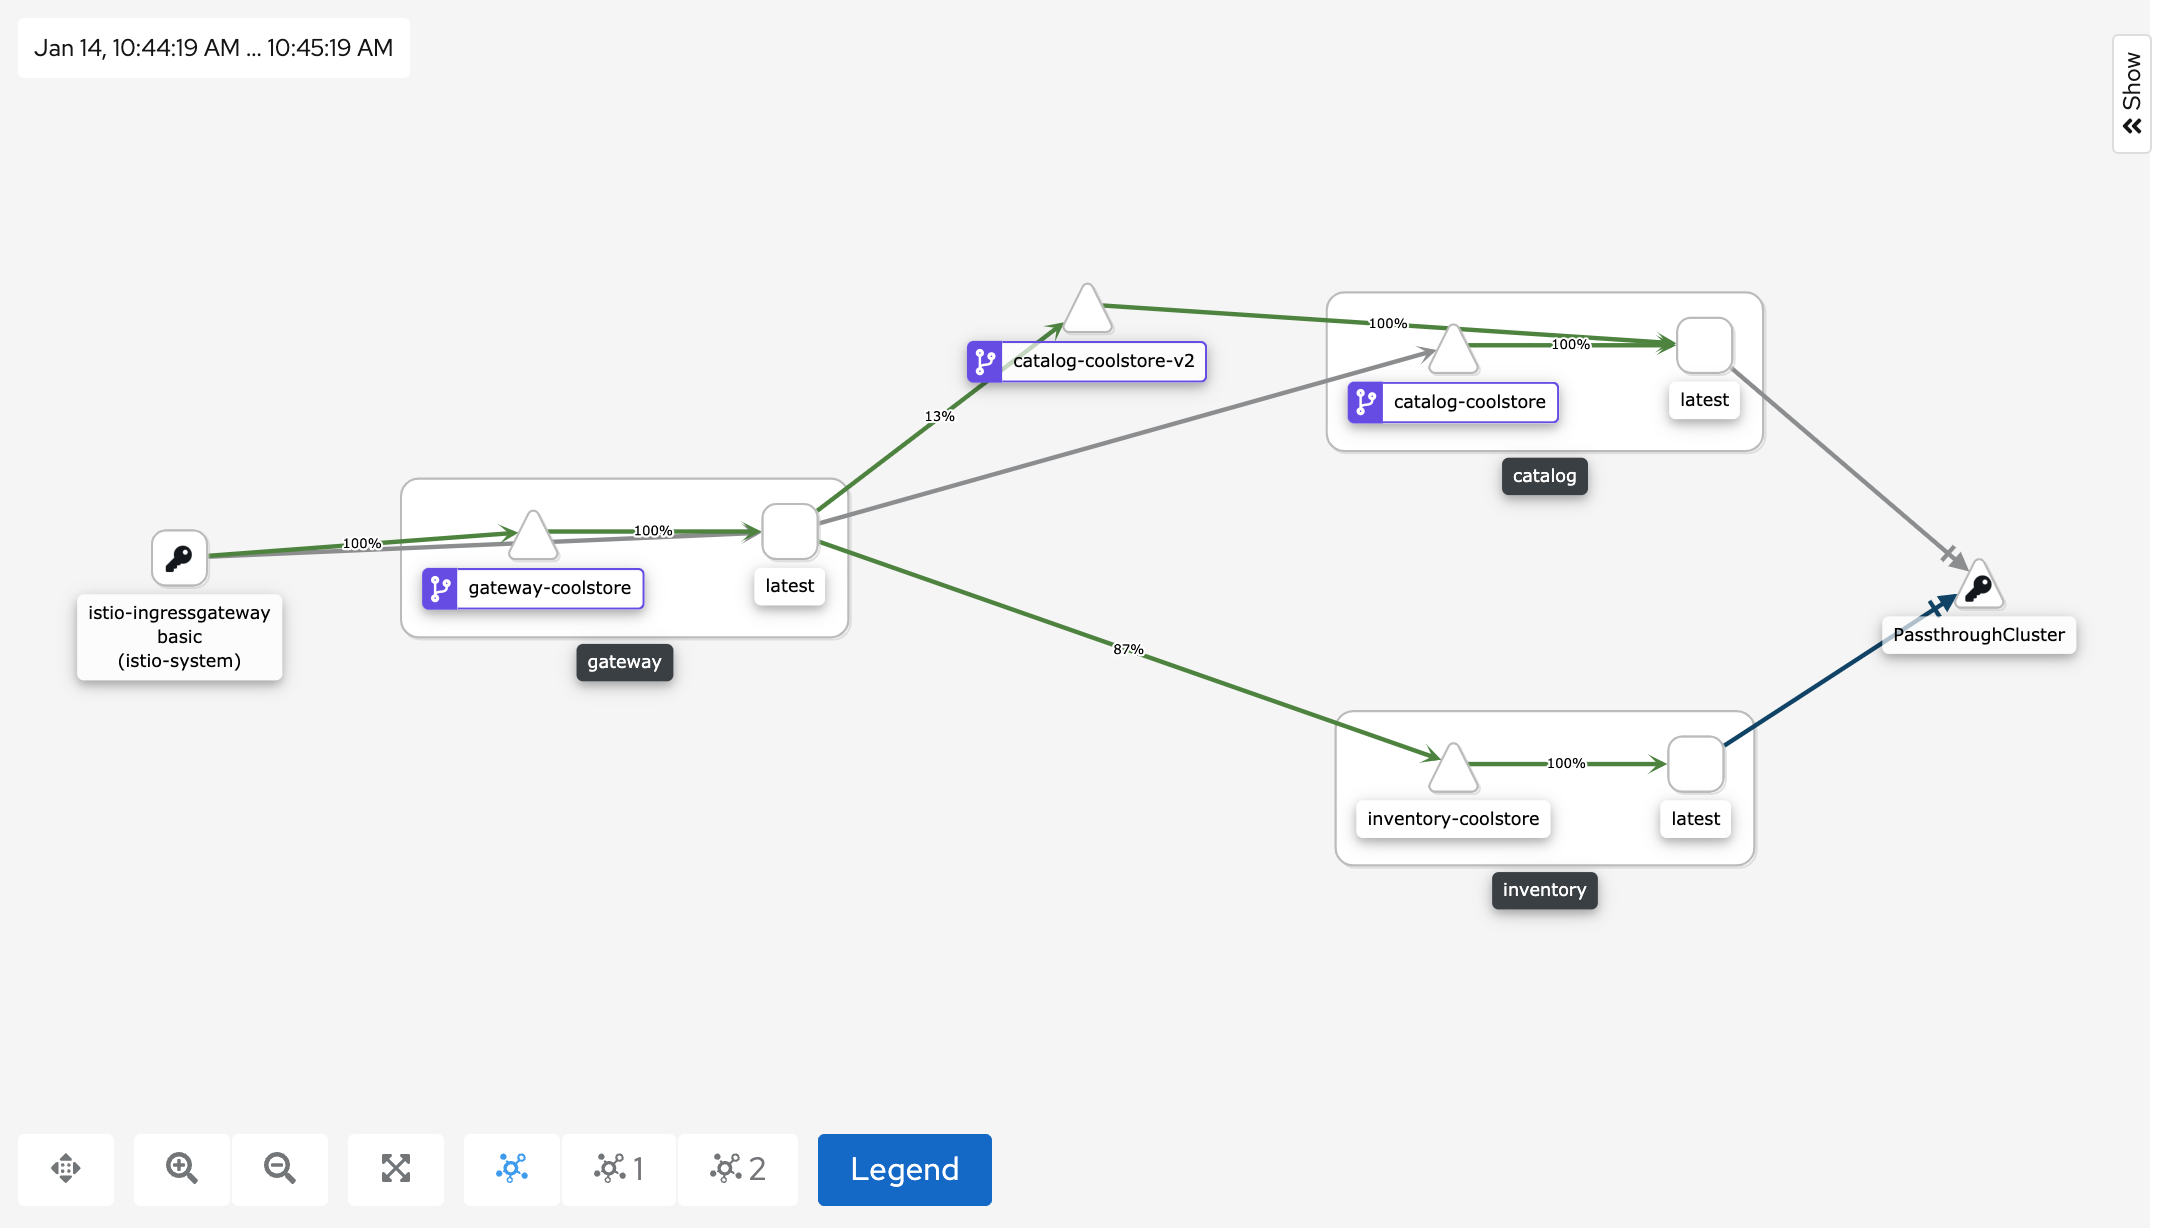 Jan 14, 10:44:19 AM ... 10:45:19 AM
Show
100%
catalog-coolstore-v2
100%
catalog-coolstore
latest
catalog
13%
100%
100%
gateway-coolstore
latest
gateway
istio-ingressgateway
basic
(istio-system)
87%
PassthroughCluster
100%
inventory-coolstore
latest
inventory
1
2
Legend